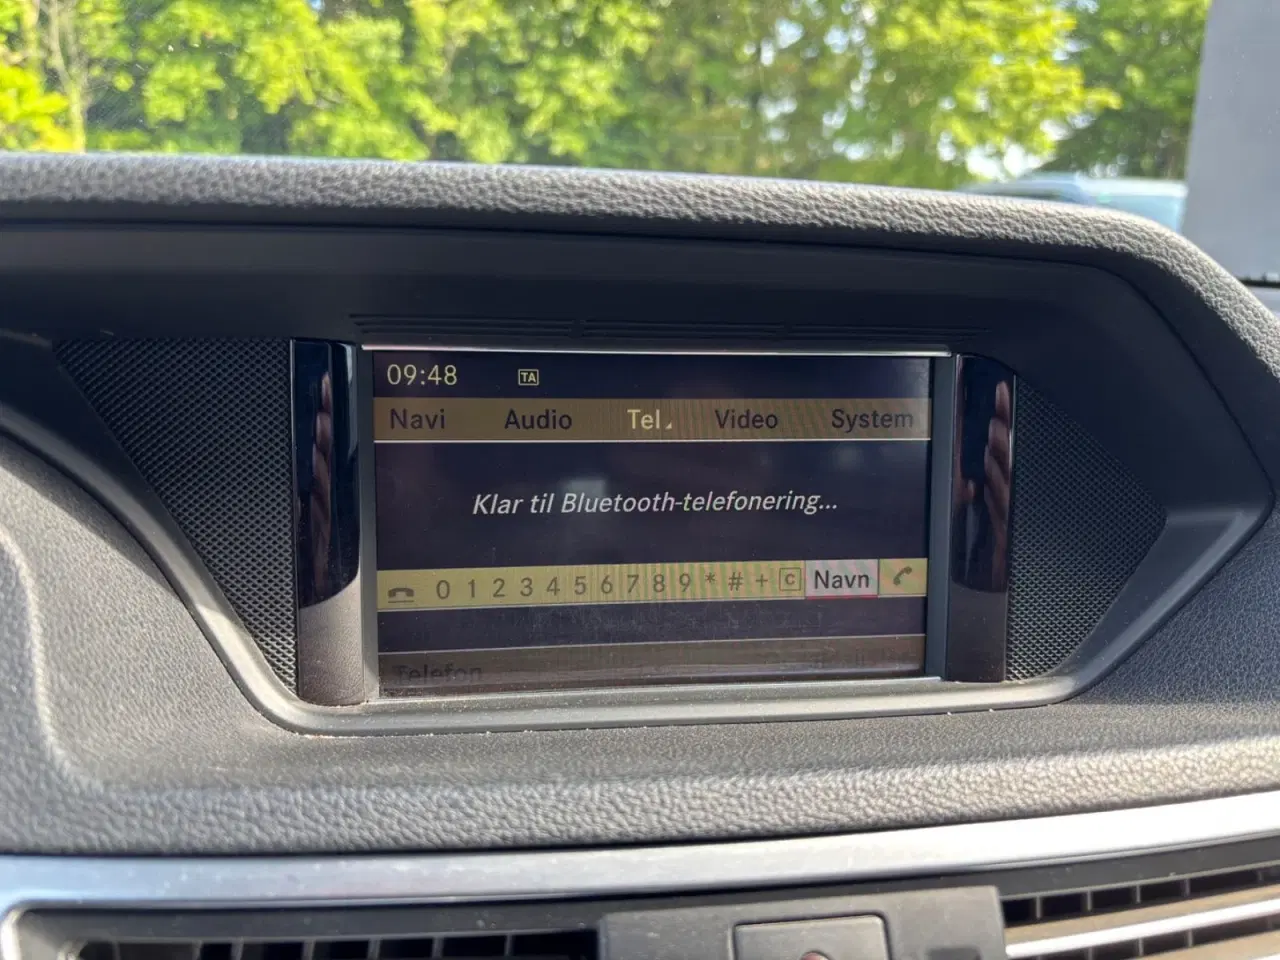 09:48 TA
Navi Audio Tel Video System
Klar til Bluetooth-telefonering...
0 1 2 3 4 5 6 7 8 9 * # + C Navn
Telefon